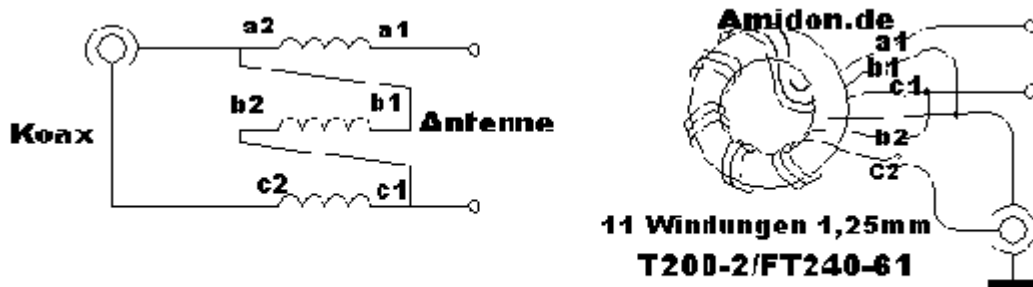 a2 a1
b2 b1
Koax
Antenne
c2 c1
Amidon.de
a1
b1
c1
b2
c2
11 Windungen 1,25mm
T200-2/FT240-61